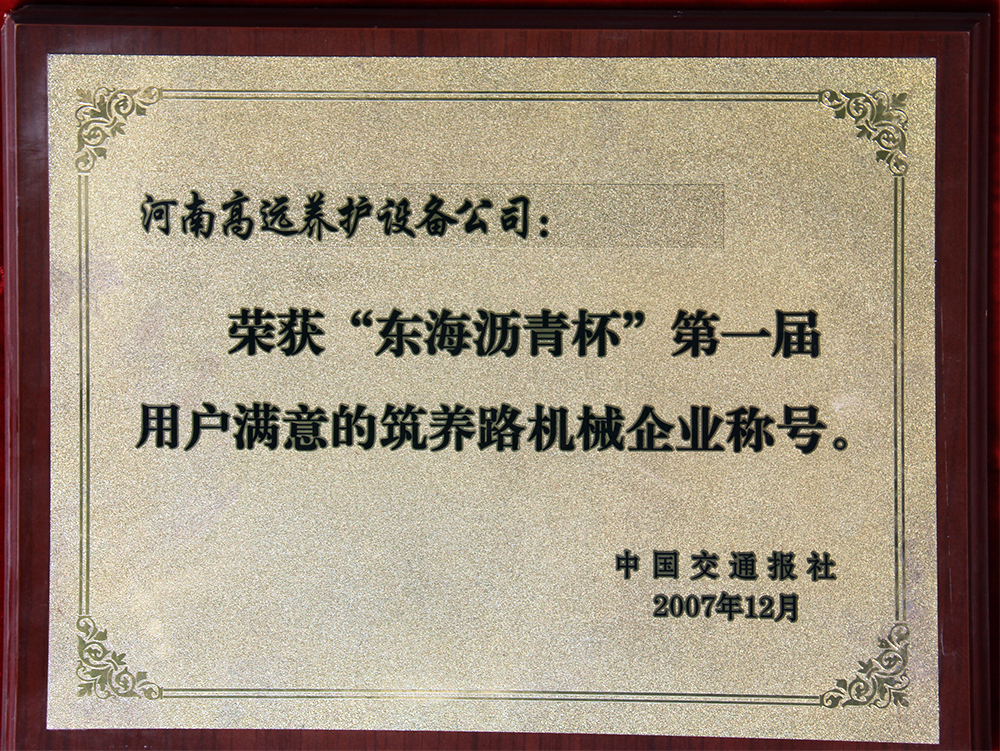 河南高远养护设备公司：
荣获“东海沥青杯”第一届
用户满意的筑养路机械企业称号。
中国交通报社
2007年12月